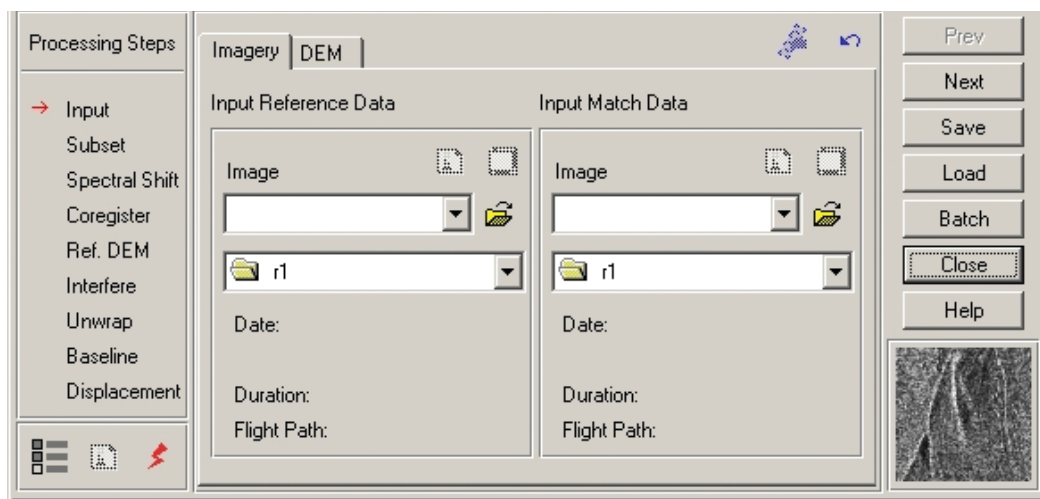 Processing Steps
Input
Subset
Spectral Shift
Coregister
Ref. DEM
Interfere
Unwrap
Baseline
Displacement
Imagery DEM
Input Reference Data
Image
r1
Date:
Duration:
Flight Path:
Input Match Data
Image
r1
Date:
Duration:
Flight Path:
Prev
Next
Save
Load
Batch
Close
Help